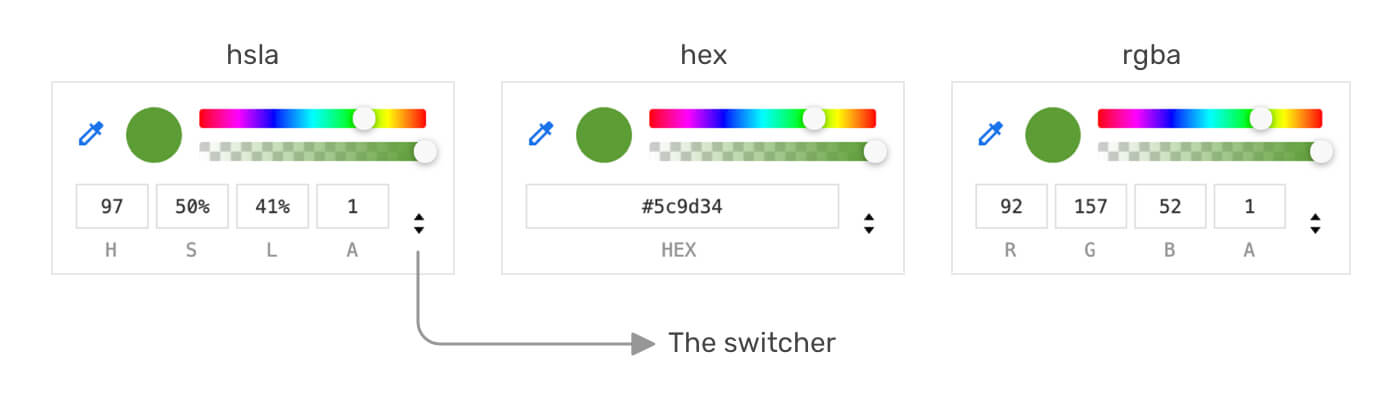 hsla
97 50% 41% 1
H S L A
hex
#5c9d34
HEX
rgba
92 157 52 1
R G B A
The switcher